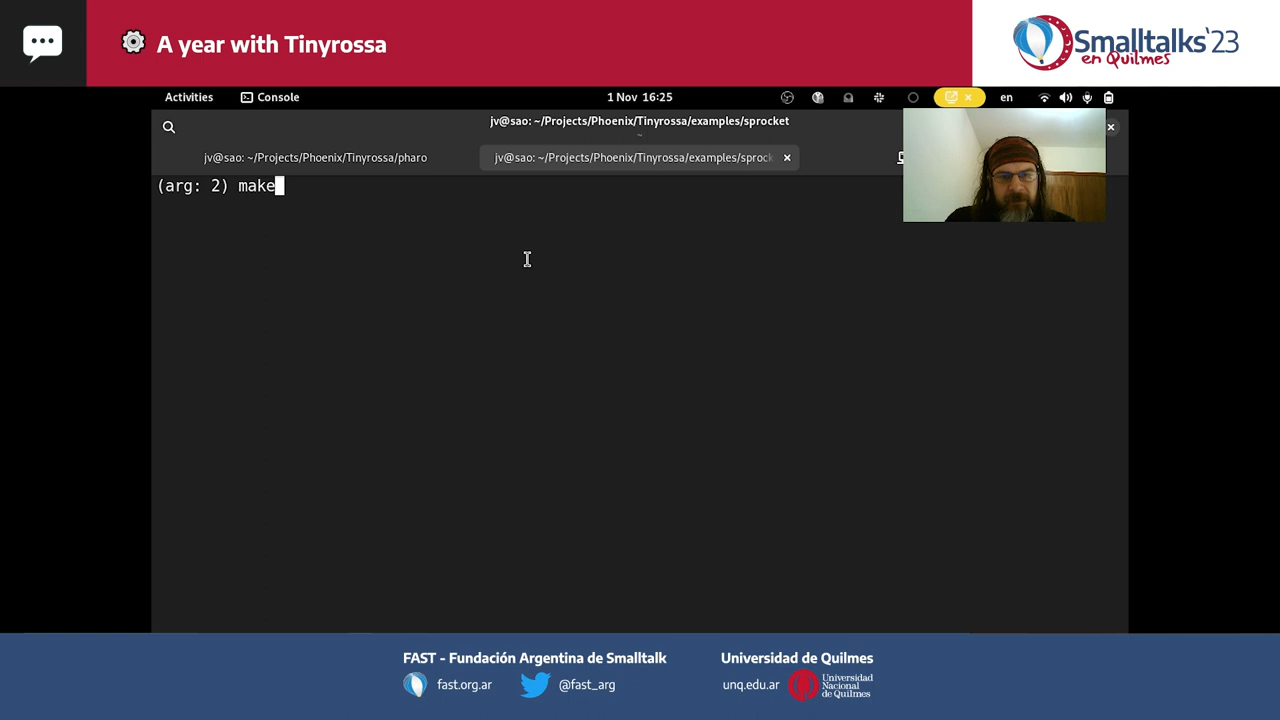 A year with Tinyrossa
Smalltalks'23
en Quilmes
Activities
Console
1 Nov 16:25
en
jv@sao: ~/Projects/Phoenix/Tinyrossa/examples/sprocket
~
jv@sao: ~/Projects/Phoenix/Tinyrossa/pharo
jv@sao: ~/Projects/Phoenix/Tinyrossa/examples/sprock
(arg: 2) make
FAST - Fundación Argentina de Smalltalk
Universidad de Quilmes
fast.org.ar
@fast_arg
unq.edu.ar
Universidad
Nacional
de Quilmes